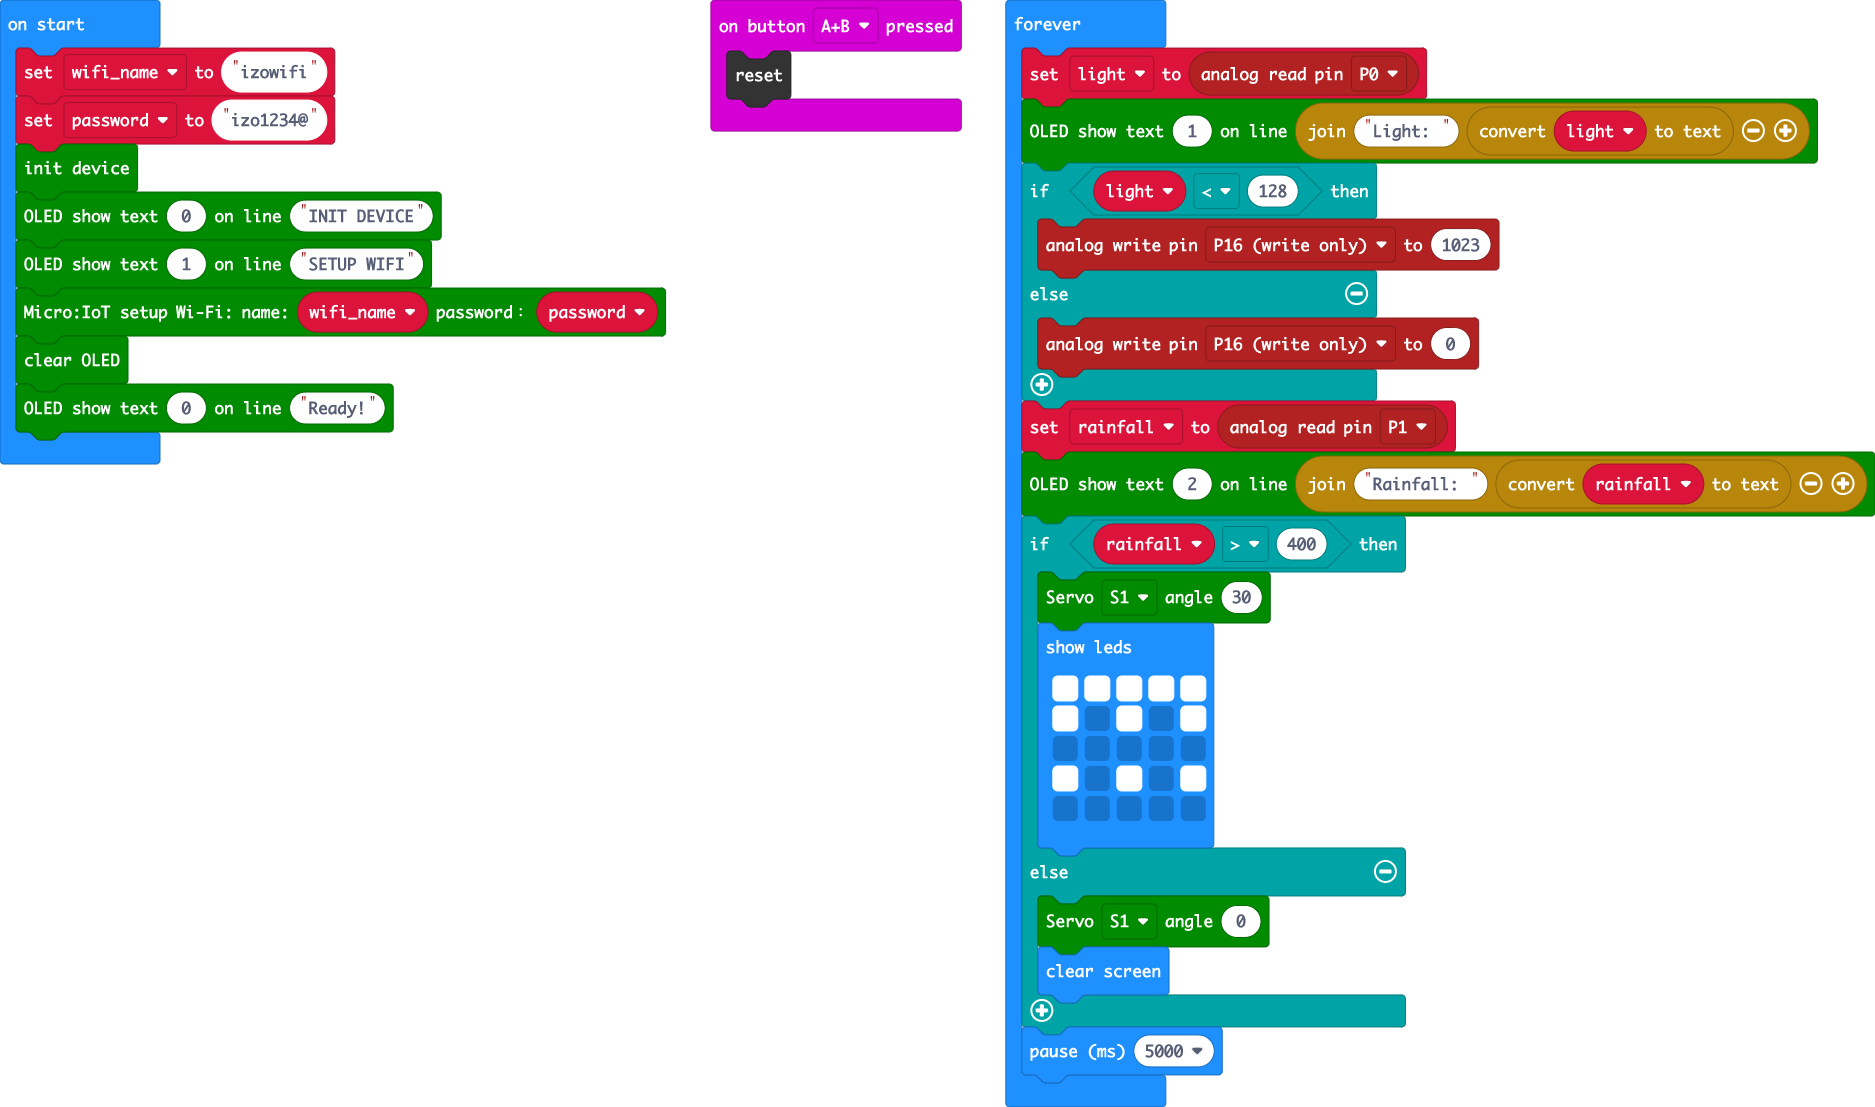 on start
set wifi_name to "izowifi"
set password to "izo1234@"
init device
OLED show text 0 on line "INIT DEVICE"
OLED show text 1 on line "SETUP WIFI"
Micro:IoT setup Wi-Fi: name: wifi_name password： password
clear OLED
OLED show text 0 on line "Ready!"
on button A+B pressed
reset
forever
set light to analog read pin P0
OLED show text 1 on line join "Light: " convert light to text
if light < 128 then
analog write pin P16 (write only) to 1023
else
analog write pin P16 (write only) to 0
set rainfall to analog read pin P1
OLED show text 2 on line join "Rainfall: " convert rainfall to text
if rainfall > 400 then
Servo S1 angle 30
show leds
else
Servo S1 angle 0
clear screen
pause (ms) 5000